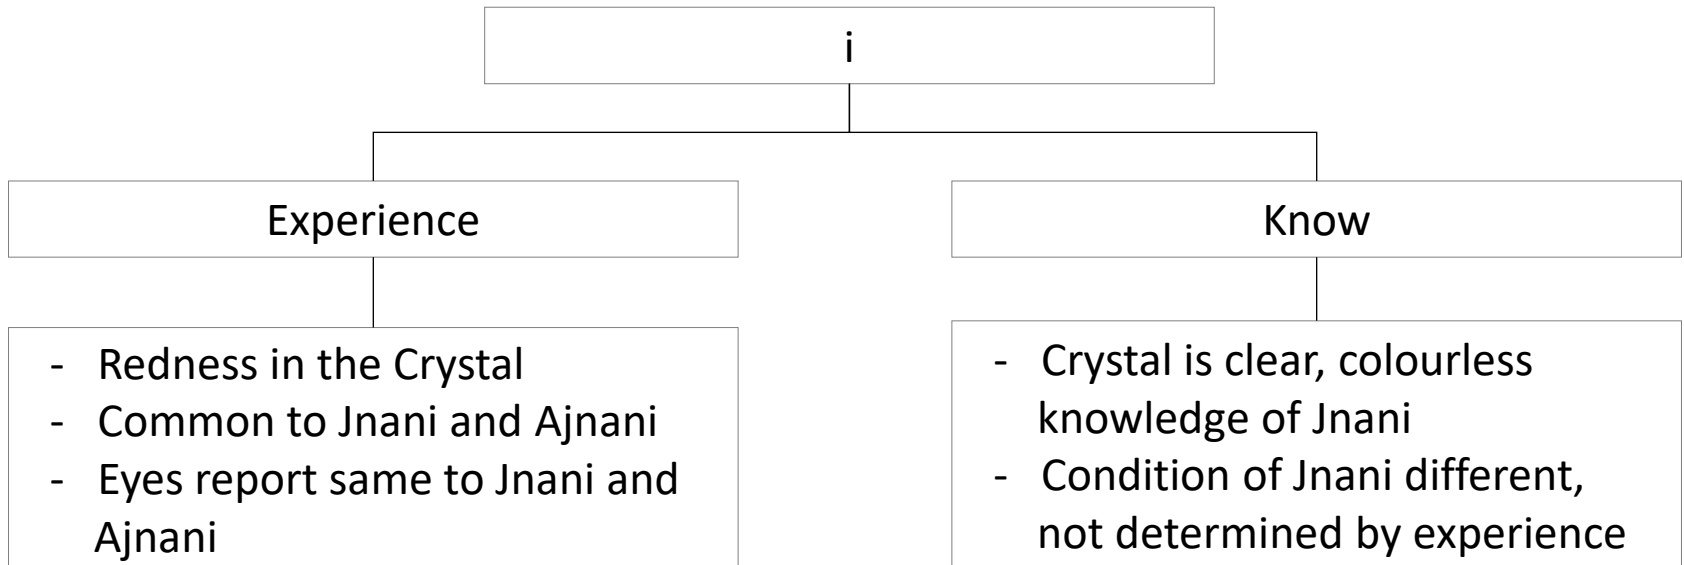 i
Experience
Know
- Redness in the Crystal
- Common to Jnani and Ajnani
- Eyes report same to Jnani and
Ajnani
- Crystal is clear, colourless
knowledge of Jnani
- Condition of Jnani different,
not determined by experience